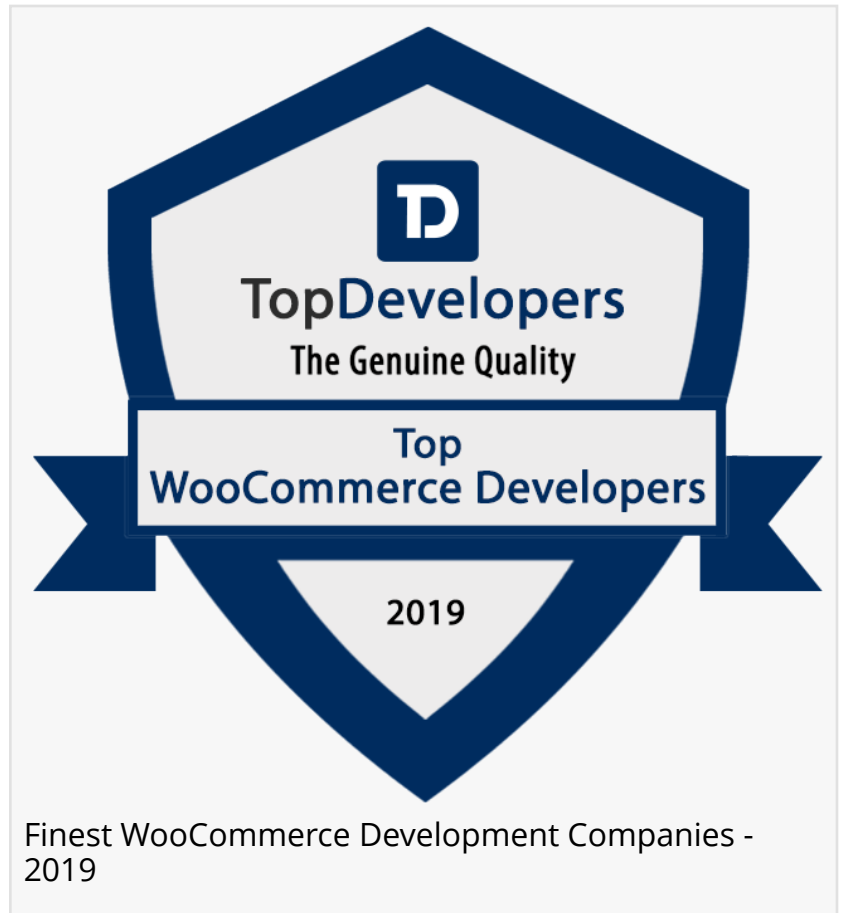 TD
TopDevelopers
The Genuine Quality
Top
WooCommerce Developers
2019
Finest WooCommerce Development Companies -
2019